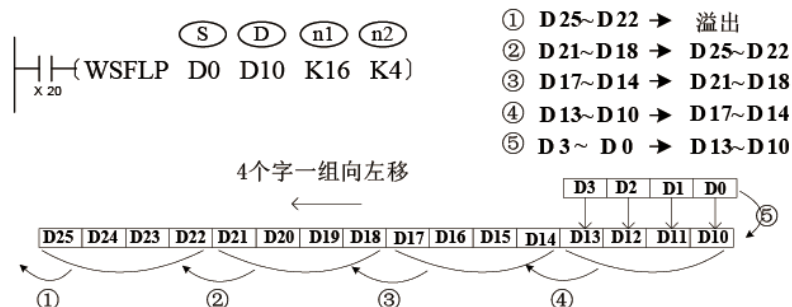 S D n1 n2
WSFLP D0 D10 K16 K4
X 20
① D25~D22 → 溢出
② D21~D18 → D25~D22
③ D17~D14 → D21~D18
④ D13~D10 → D17~D14
⑤ D3~ D0 → D13~D10
4个字一组向左移
D3 D2 D1 D0
⑤
D25 D24 D23 D22 D21 D20 D19 D18 D17 D16 D15 D14 D13 D12 D11 D10
① ② ③ ④